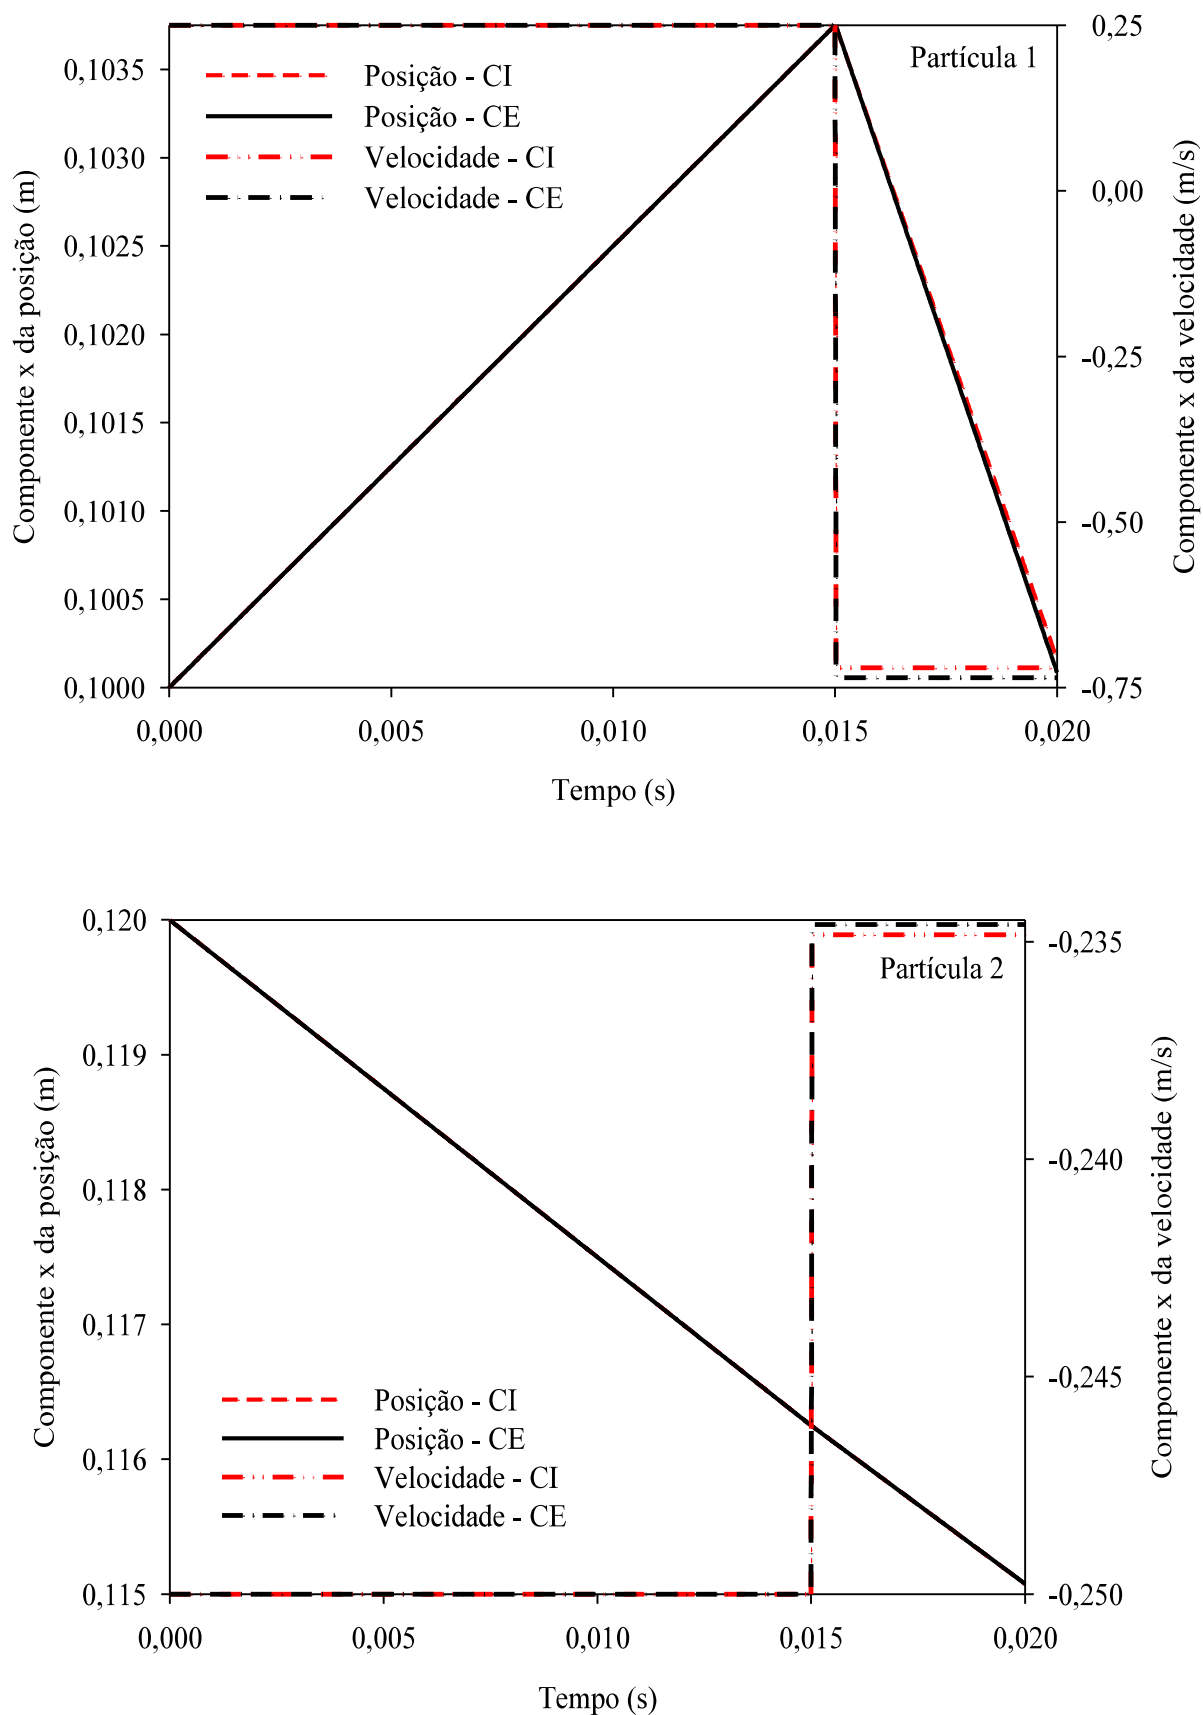 Partícula 1
Posição - CI
Posição - CE
Velocidade - CI
Velocidade - CE
Componente x da posição (m)
0,1035
0,1030
0,1025
0,1020
0,1015
0,1010
0,1005
0,1000
0,25
0,00
-0,25
-0,50
-0,75
Componente x da velocidade (m/s)
0,000 0,005 0,010 0,015 0,020
Tempo (s)
Partícula 2
Componente x da posição (m)
0,120
0,119
0,118
0,117
0,116
0,115
-0,235
-0,240
-0,245
-0,250
Componente x da velocidade (m/s)
Posição - CI
Posição - CE
Velocidade - CI
Velocidade - CE
0,000 0,005 0,010 0,015 0,020
Tempo (s)